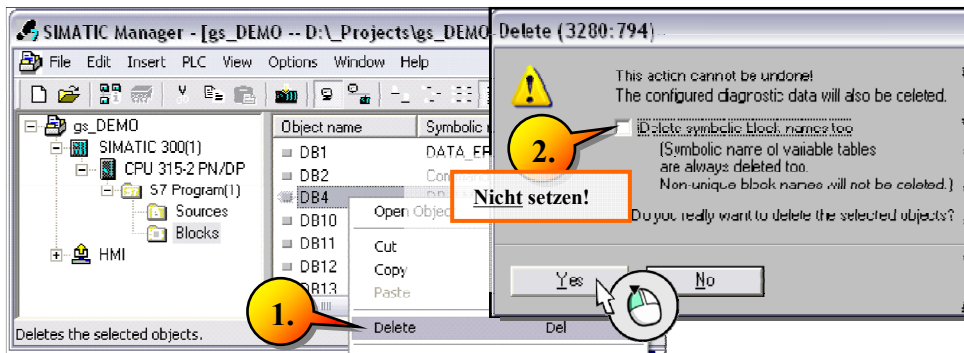 SIMATIC Manager - [gs_DEMO -- D:\_Projects\gs_DEMO
File Edit Insert PLC View Options Window Help
gs_DEMO
SIMATIC 300(1)
CPU 315-2 PN/DP
S7 Program(1)
Sources
Blocks
HMI
Object name Symbolic
DB1 DATA_
DB2
DB4
DB10
DB11
DB12
DB13
Open Object
Cut
Copy
Paste
Delete Del
1.
Deletes the selected objects.
Delete (3280:794)
This action cannot be undone!
The configured diagnostic data will also be celeted.
Delete symbolic block names too
(Symbolic name of variable tables
are always deleted too.
Non-unique block names will not be celeted.)
2.
Nicht setzen!
Do you really want to delete the selected objects?
Yes No